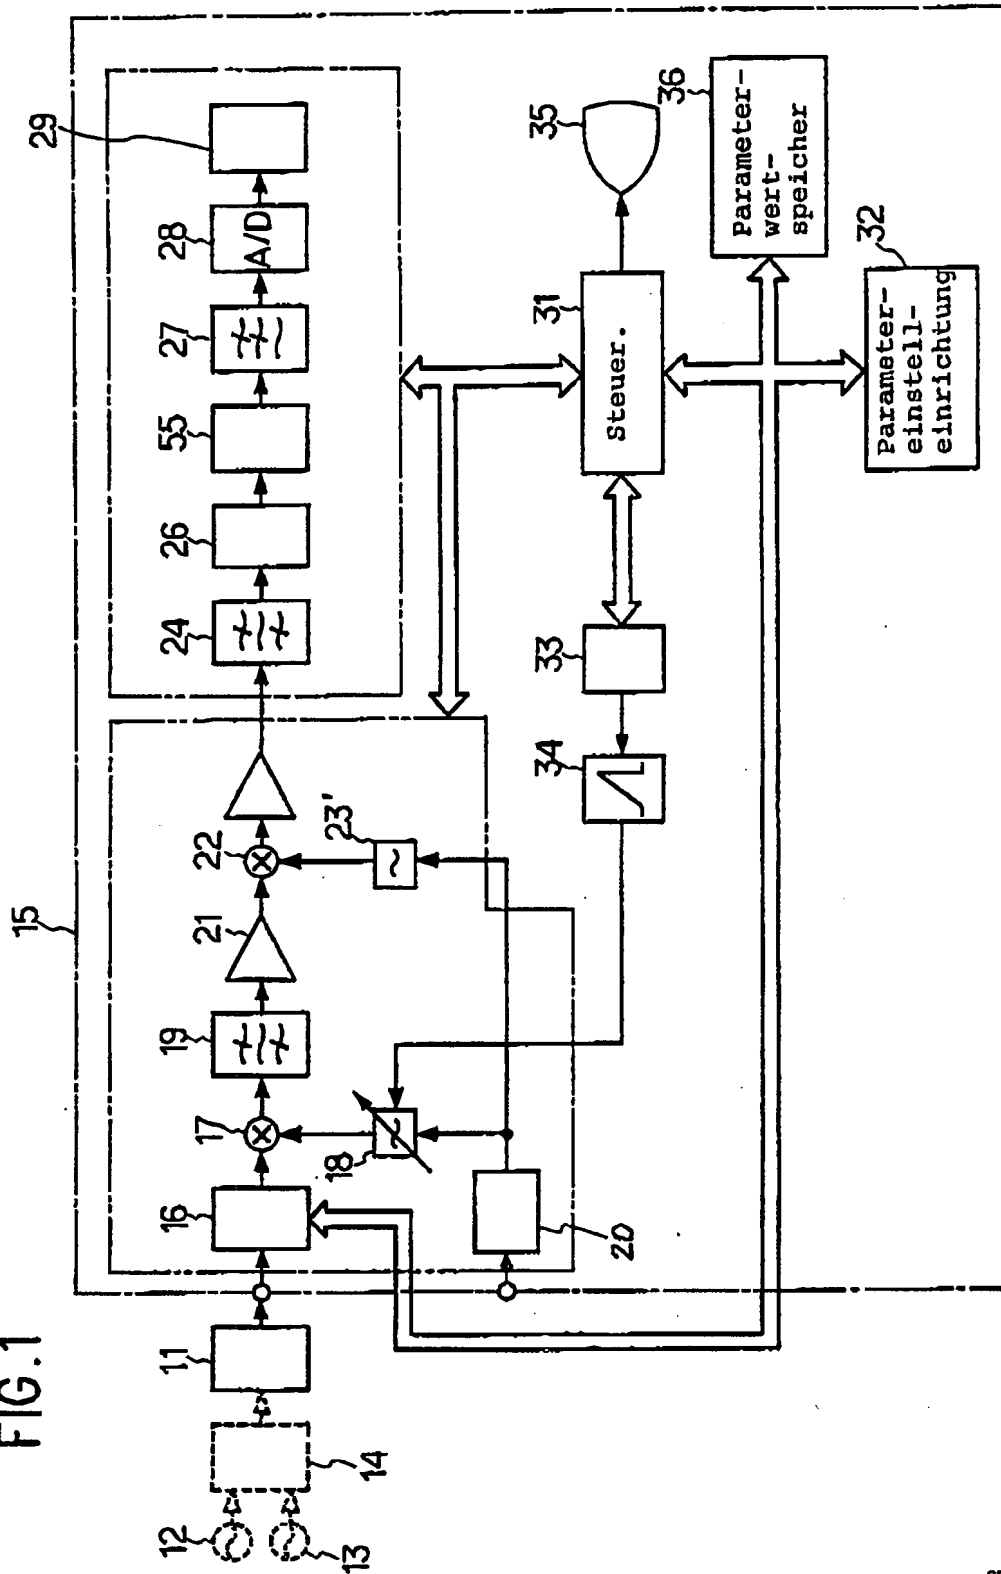 FIG.1
15
29
28
A/D
27
55
26
24
22
23'
21
19
17
18
16
20
11
14
12
13
35
36
Parameter-
wert-
speicher
31
Steuer.
32
Parameter-
einstell-
einrichtung
33
34